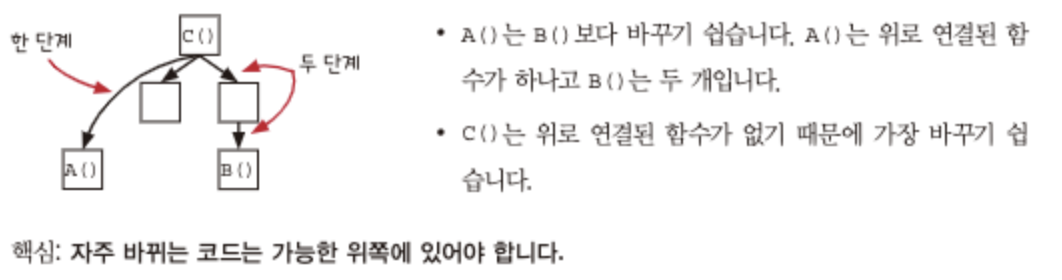 C()
한 단계
두 단계
A()
B()
• A()는 B()보다 바꾸기 쉽습니다. A()는 위로 연결된 함
수가 하나고 B()는 두 개입니다.
• C()는 위로 연결된 함수가 없기 때문에 가장 바꾸기 쉽
습니다.
핵심: 자주 바뀌는 코드는 가능한 위쪽에 있어야 합니다.